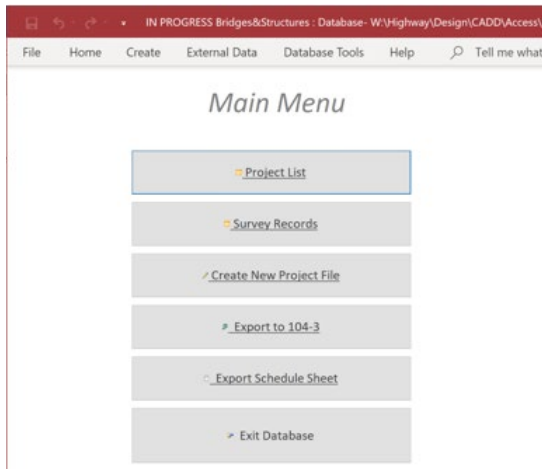 IN PROGRESS Bridges&Structures : Database- W:\Highway\Design\CADD\Access\
File Home Create External Data Database Tools Help Tell me what
Main Menu
Project List
Survey Records
Create New Project File
Export to 104-3
Export Schedule Sheet
Exit Database